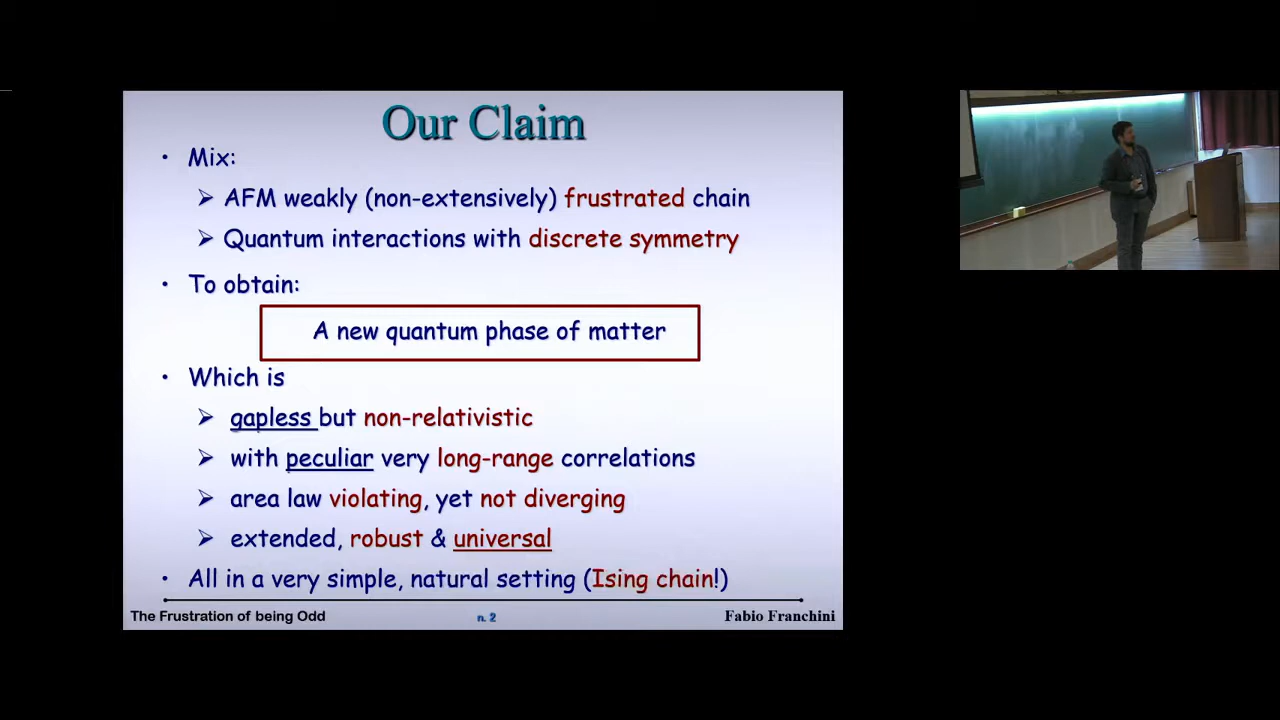 Our Claim
• Mix:
➢ AFM weakly (non-extensively) frustrated chain
➢ Quantum interactions with discrete symmetry
• To obtain:
A new quantum phase of matter
• Which is
➢ gapless but non-relativistic
➢ with peculiar very long-range correlations
➢ area law violating, yet not diverging
➢ extended, robust & universal
• All in a very simple, natural setting (Ising chain!)
The Frustration of being Odd n. 2 Fabio Franchini